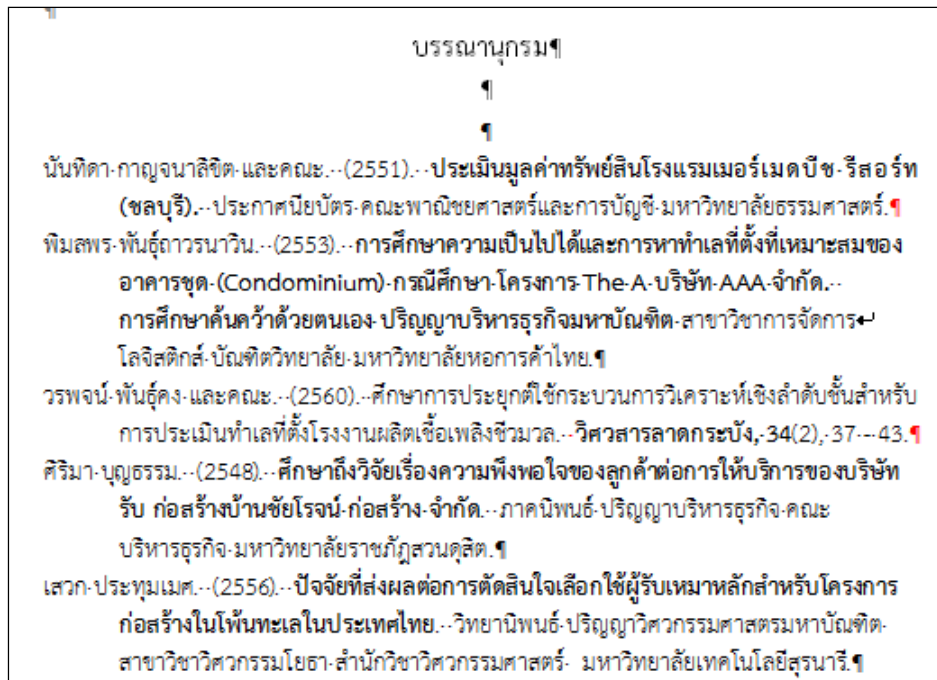 บรรณานุกรม¶
¶
¶
นันทิดา·กาญจนาลิขิต·และคณะ.··(2551).··ประเมินมูลค่าทรัพย์สินโรงแรมเมอร์เมดบีช·รีสอร์ท
(ชลบุรี).··ประกาศนียบัตร·คณะพาณิชยศาสตร์และการบัญชี·มหาวิทยาลัยธรรมศาสตร์.¶
พิมลพร·พันธุ์ถาวรนาวิน.··(2553).··การศึกษาความเป็นไปได้และการหาทำเลที่ตั้งที่เหมาะสมของ
อาคารชุด·(Condominium)·กรณีศึกษา·โครงการ·The·A·บริษัท·AAA·จำกัด.··
การศึกษาค้นคว้าด้วยตนเอง·ปริญญาบริหารธุรกิจมหาบัณฑิต·สาขาวิชาการจัดการ↵
โลจิสติกส์·บัณฑิตวิทยาลัย·มหาวิทยาลัยหอการค้าไทย.¶
วรพจน์·พันธุ์คง·และคณะ.··(2560).··ศึกษาการประยุกต์ใช้กระบวนการวิเคราะห์เชิงลำดับชั้นสำหรับ
การประเมินทำเลที่ตั้งโรงงานผลิตเชื้อเพลิงชีวมวล.··วิศวสารลาดกระบัง,·34(2),·37·–·43.¶
ศิริมา·บุญธรรม.··(2548).··ศึกษาถึงวิจัยเรื่องความพึงพอใจของลูกค้าต่อการให้บริการของบริษัท
รับ ก่อสร้างบ้านชัยโรจน์·ก่อสร้าง·จำกัด.··ภาคนิพนธ์·ปริญญาบริหารธุรกิจ·คณะ
บริหารธุรกิจ·มหาวิทยาลัยราชภัฎสวนดุสิต.¶
เสวก·ประทุมเมศ.··(2556).··ปัจจัยที่ส่งผลต่อการตัดสินใจเลือกใช้ผู้รับเหมาหลักสำหรับโครงการ
ก่อสร้างในโพ้นทะเลในประเทศไทย.··วิทยานิพนธ์·ปริญญาวิศวกรรมศาสตรมหาบัณฑิต·
สาขาวิชาวิศวกรรมโยธา·สำนักวิชาวิศวกรรมศาสตร์· มหาวิทยาลัยเทคโนโลยีสุรนารี.¶